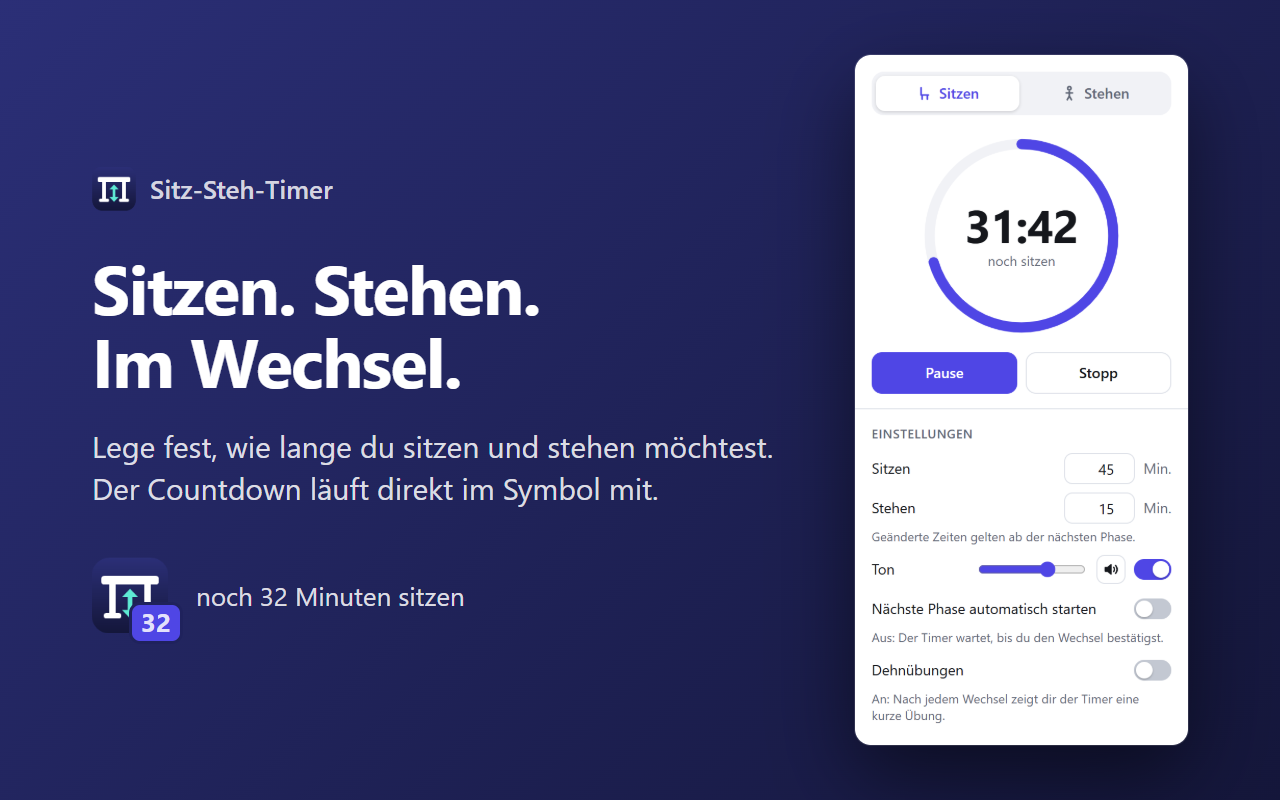 Sitz-Steh-Timer
Sitzen. Stehen.
Im Wechsel.
Lege fest, wie lange du sitzen und stehen möchtest.
Der Countdown läuft direkt im Symbol mit.
32
noch 32 Minuten sitzen
Sitzen
Stehen
31:42
noch sitzen
Pause
Stopp
EINSTELLUNGEN
Sitzen 45 Min.
Stehen 15 Min.
Geänderte Zeiten gelten ab der nächsten Phase.
Ton
Nächste Phase automatisch starten
Aus: Der Timer wartet, bis du den Wechsel bestätigst.
Dehnübungen
An: Nach jedem Wechsel zeigt dir der Timer eine
kurze Übung.